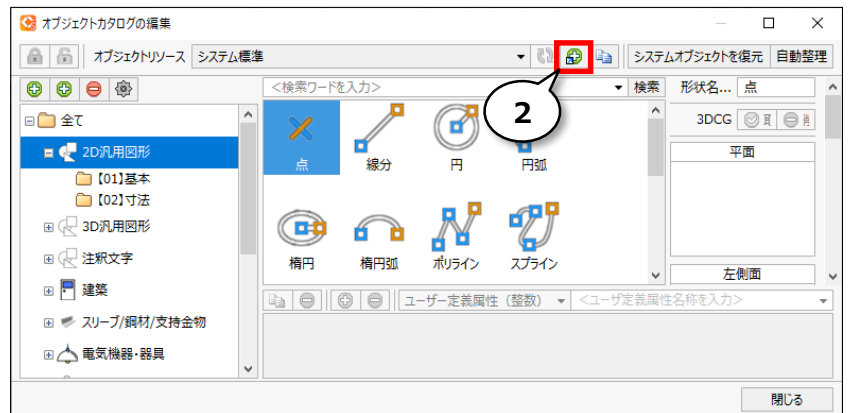 オブジェクトカタログの編集
オブジェクトリソース システム標準 システムオブジェクトを復元 自動整理
<検索ワードを入力> 検索 形状名... 点
2
全て
3DCG
2D汎用図形
点 線分 円 円弧
平面
【01】基本
【02】寸法
3D汎用図形
注釈文字
楕円 楕円弧 ポリライン スプライン
左側面
建築
ユーザー定義属性（整数） <ユーザ定義属性名称を入力>
スリーブ/鋼材/支持金物
電気機器・器具
閉じる